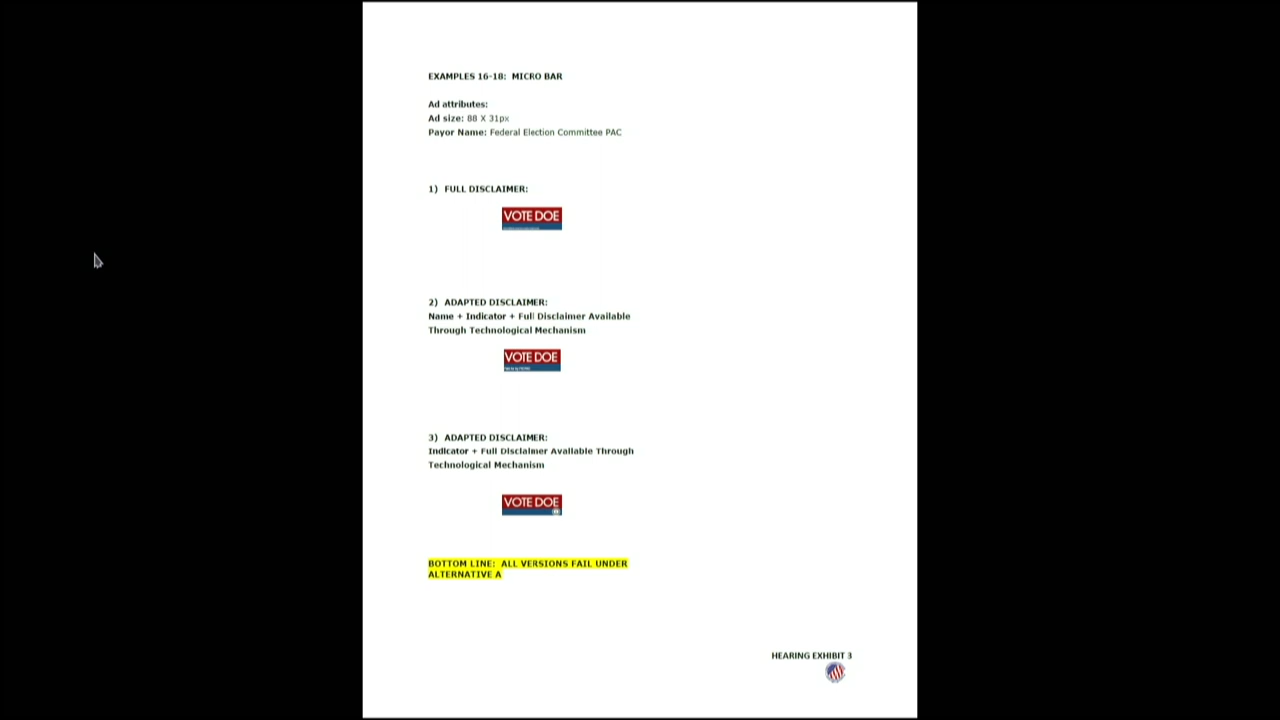 EXAMPLES 16-18: MICRO BAR
Ad attributes:
Ad size: 88 X 31px
Payor Name: Federal Election Committee PAC
1) FULL DISCLAIMER:
VOTE DOE
2) ADAPTED DISCLAIMER:
Name + Indicator + Full Disclaimer Available
Through Technological Mechanism
VOTE DOE
3) ADAPTED DISCLAIMER:
Indicator + Full Disclaimer Available Through
Technological Mechanism
VOTE DOE
BOTTOM LINE: ALL VERSIONS FAIL UNDER
ALTERNATIVE A
HEARING EXHIBIT 3